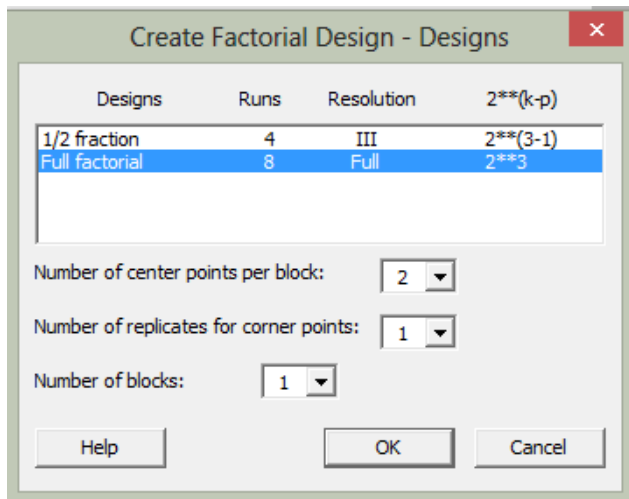 Create Factorial Design - Designs
Designs Runs Resolution 2**(k-p)
1/2 fraction 4 III 2**(3-1)
Full factorial 8 Full 2**3
Number of center points per block: 2
Number of replicates for corner points: 1
Number of blocks: 1
Help OK Cancel